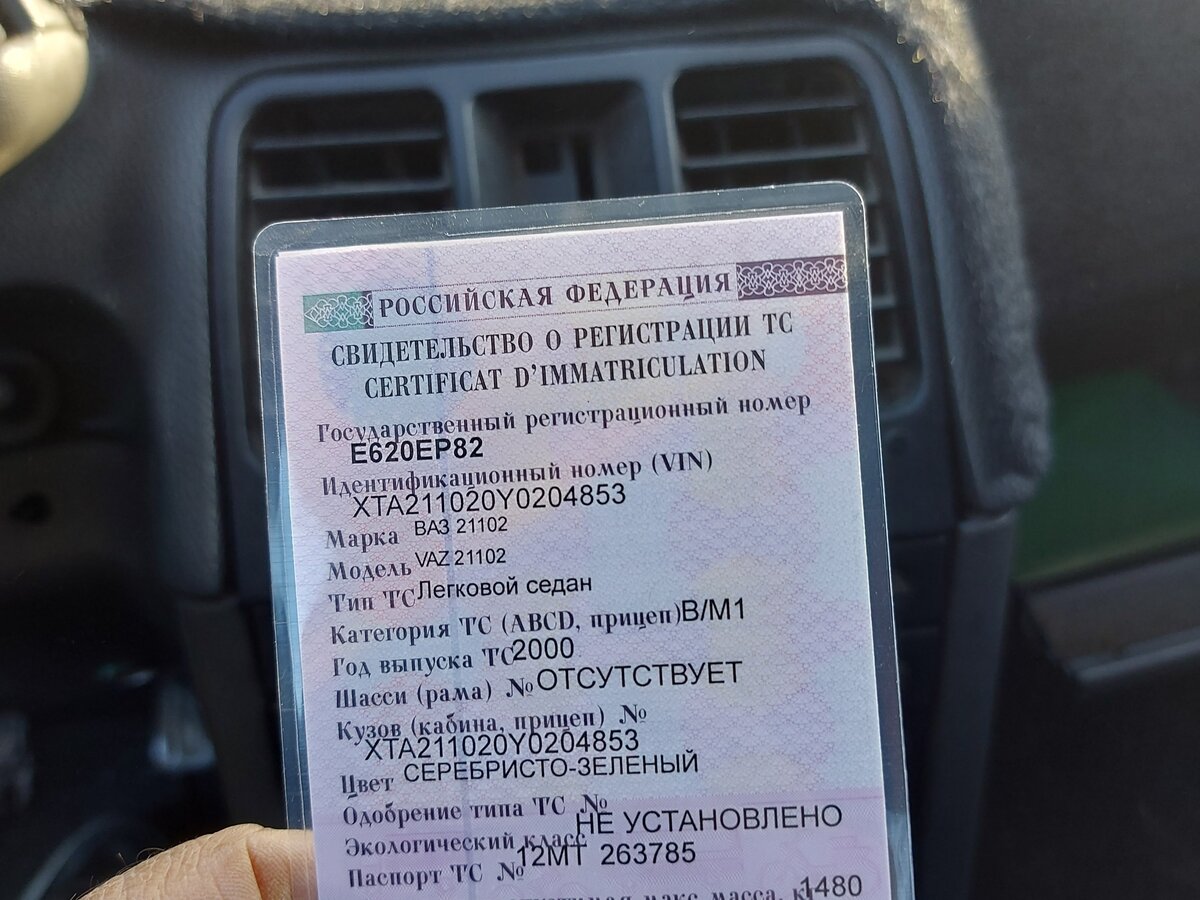 РОССИЙСКАЯ ФЕДЕРАЦИЯ
СВИДЕТЕЛЬСТВО О РЕГИСТРАЦИИ ТС
CERTIFICAT D'IMMATRICULATION
Государственный регистрационный номер
Е620ЕР82
Идентификационный номер (VIN)
XTA211020Y0204853
Марка ВАЗ 21102
Модель VAZ 21102
Тип ТС Легковой седан
Категория ТС (ABCD, прицеп) B/M1
Год выпуска ТС 2000
Шасси (рама) № ОТСУТСТВУЕТ
Кузов (кабина, прицеп) №
XTA211020Y0204853
Цвет СЕРЕБРИСТО-ЗЕЛЕНЫЙ
Одобрение типа ТС №
Экологический класс НЕ УСТАНОВЛЕНО
Паспорт ТС № 12МТ 263785
макс. масса, 1480